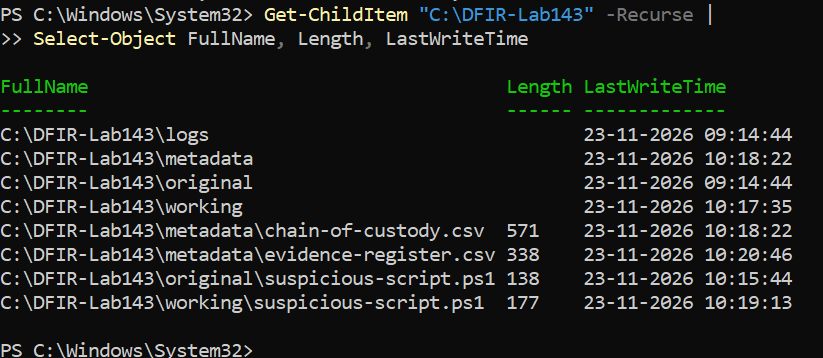 PS C:\Windows\System32> Get-ChildItem "C:\DFIR-Lab143" -Recurse |
>> Select-Object FullName, Length, LastWriteTime
FullName Length LastWriteTime
-------- ------ -------------
C:\DFIR-Lab143\logs 23-11-2026 09:14:44
C:\DFIR-Lab143\metadata 23-11-2026 10:18:22
C:\DFIR-Lab143\original 23-11-2026 09:14:44
C:\DFIR-Lab143\working 23-11-2026 10:17:35
C:\DFIR-Lab143\metadata\chain-of-custody.csv 571 23-11-2026 10:18:22
C:\DFIR-Lab143\metadata\evidence-register.csv 338 23-11-2026 10:20:46
C:\DFIR-Lab143\original\suspicious-script.ps1 138 23-11-2026 10:15:44
C:\DFIR-Lab143\working\suspicious-script.ps1 177 23-11-2026 10:19:13
PS C:\Windows\System32>